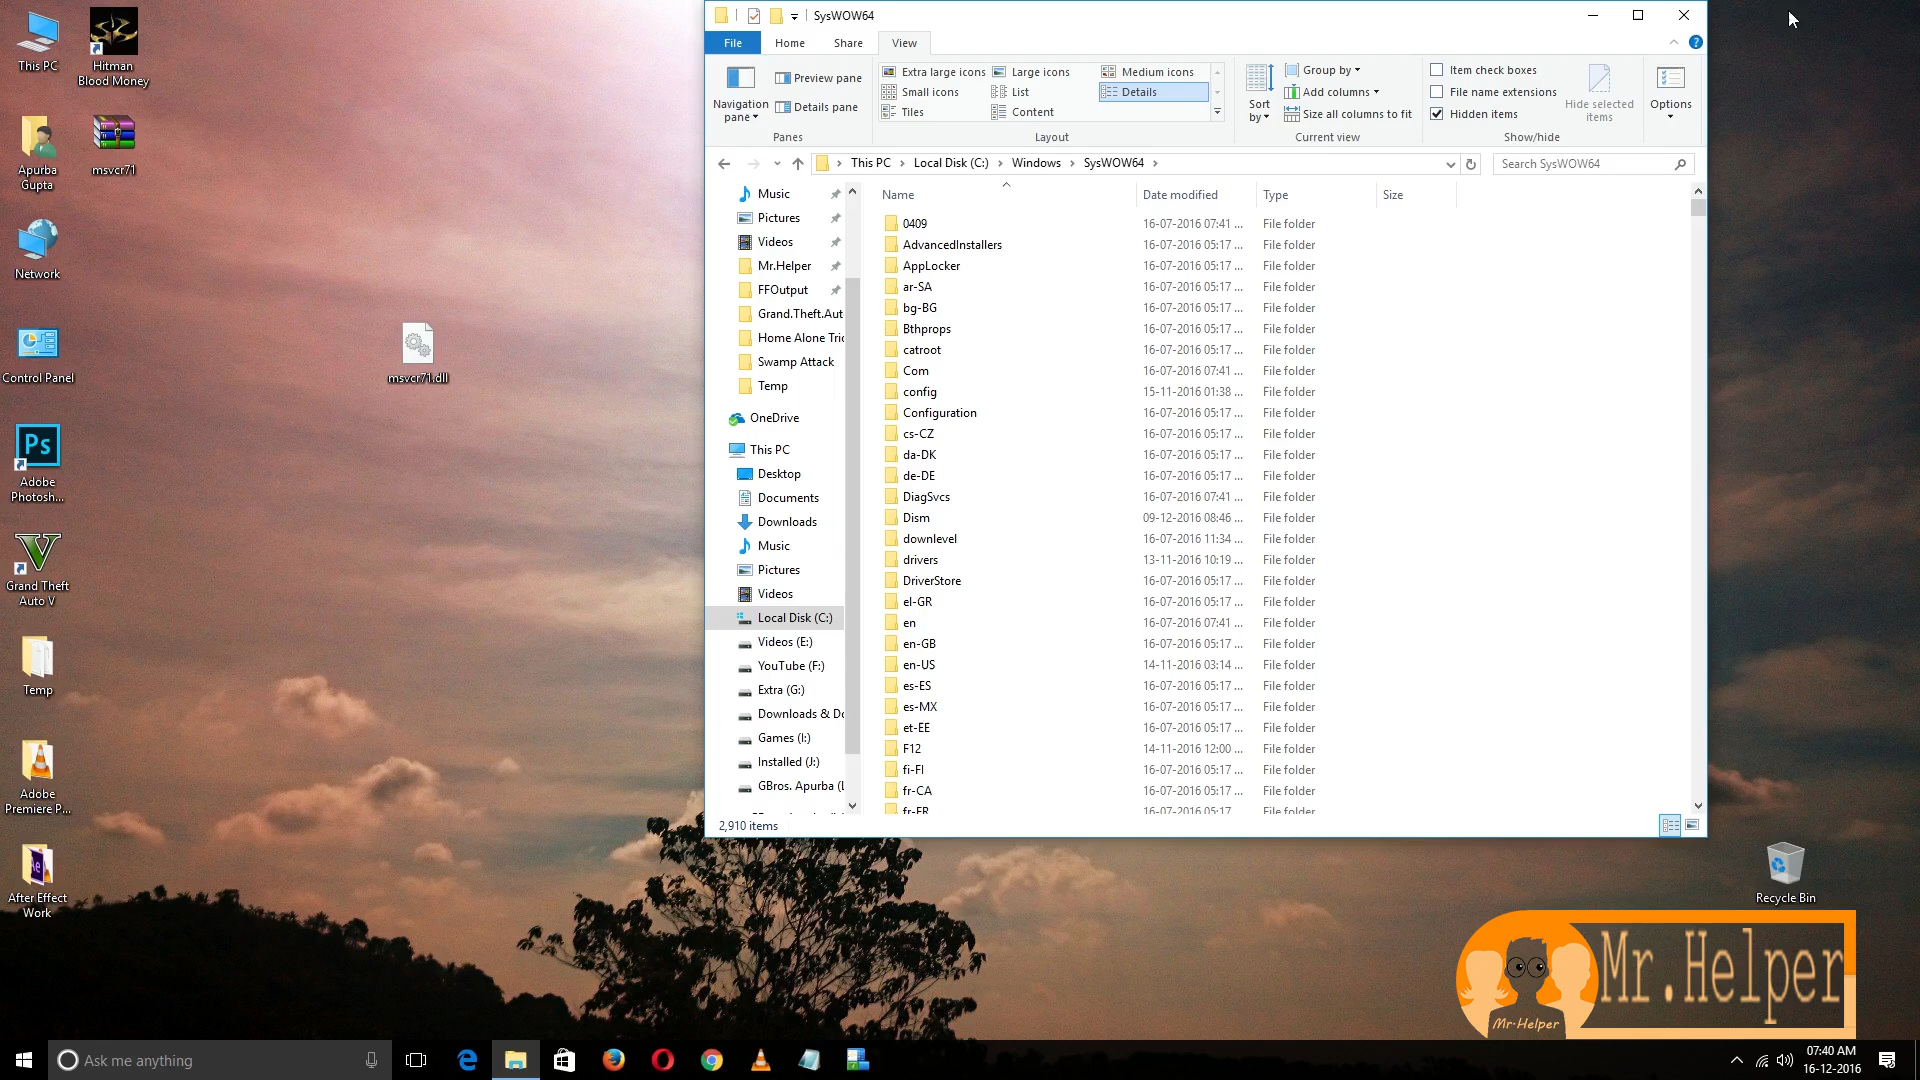 This PC
Hitman
Blood Money
Apurba
Gupta
msvcr71
Network
Control Panel
msvcr71.dll
Ps
Adobe
Photosh...
Grand Theft
Auto V
Temp
Adobe
Premiere P...
Ae
After Effect
Work
SysWOW64
File
Home
Share
View
Navigation
pane
Preview pane
Details pane
Panes
Extra large icons
Large icons
Medium icons
Small icons
List
Details
Tiles
Content
Layout
Sort
by
Group by
Add columns
Size all columns to fit
Current view
Item check boxes
File name extensions
Hidden items
Hide selected
items
Show/hide
Options
This PC > Local Disk (C:) > Windows > SysWOW64 >
Search SysWOW64
Music
Pictures
Videos
Mr.Helper
FFOutput
Grand.Theft.Aut
Home Alone Tric
Swamp Attack
Temp
OneDrive
This PC
Desktop
Documents
Downloads
Music
Pictures
Videos
Local Disk (C:)
Videos (E:)
YouTube (F:)
Extra (G:)
Downloads & Do
Games (I:)
Installed (J:)
GBros. Apurba (L
Name Date modified Type Size
0409 16-07-2016 07:41 ... File folder
AdvancedInstallers 16-07-2016 05:17 ... File folder
AppLocker 16-07-2016 05:17 ... File folder
ar-SA 16-07-2016 05:17 ... File folder
bg-BG 16-07-2016 05:17 ... File folder
Bthprops 16-07-2016 05:17 ... File folder
catroot 16-07-2016 05:17 ... File folder
Com 16-07-2016 07:41 ... File folder
config 15-11-2016 01:38 ... File folder
Configuration 16-07-2016 05:17 ... File folder
cs-CZ 16-07-2016 05:17 ... File folder
da-DK 16-07-2016 05:17 ... File folder
de-DE 16-07-2016 05:17 ... File folder
DiagSvcs 16-07-2016 07:41 ... File folder
Dism 09-12-2016 08:46 ... File folder
downlevel 16-07-2016 11:34 ... File folder
drivers 13-11-2016 10:19 ... File folder
DriverStore 16-07-2016 05:17 ... File folder
el-GR 16-07-2016 05:17 ... File folder
en 16-07-2016 07:41 ... File folder
en-GB 16-07-2016 05:17 ... File folder
en-US 14-11-2016 03:14 ... File folder
es-ES 16-07-2016 05:17 ... File folder
es-MX 16-07-2016 05:17 ... File folder
et-EE 16-07-2016 05:17 ... File folder
F12 14-11-2016 12:00 ... File folder
fi-FI 16-07-2016 05:17 ... File folder
fr-CA 16-07-2016 05:17 ... File folder
fr-FR 16-07-2016 05:17 File folder
2,910 items
Recycle Bin
Mr.Helper
Mr-Helper
Ask me anything
07:40 AM
16-12-2016